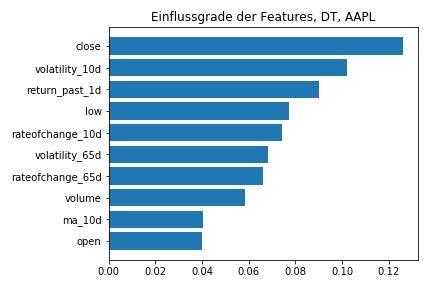 Einflussgrade der Features, DT, AAPL
close
volatility_10d
return_past_1d
low
rateofchange_10d
volatility_65d
rateofchange_65d
volume
ma_10d
open
0.00 0.02 0.04 0.06 0.08 0.10 0.12